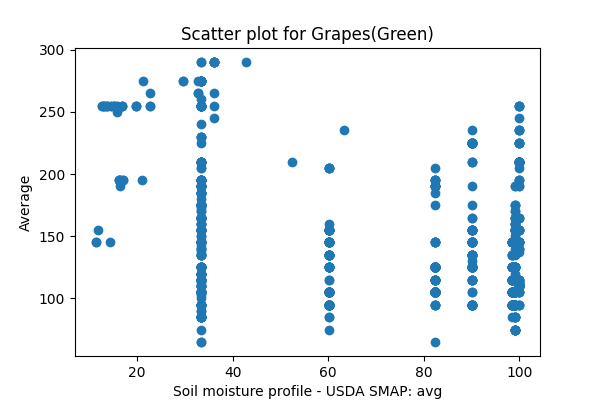 Scatter plot for Grapes(Green)
300
250
200
150
100
Average
20 40 60 80 100
Soil moisture profile - USDA SMAP: avg